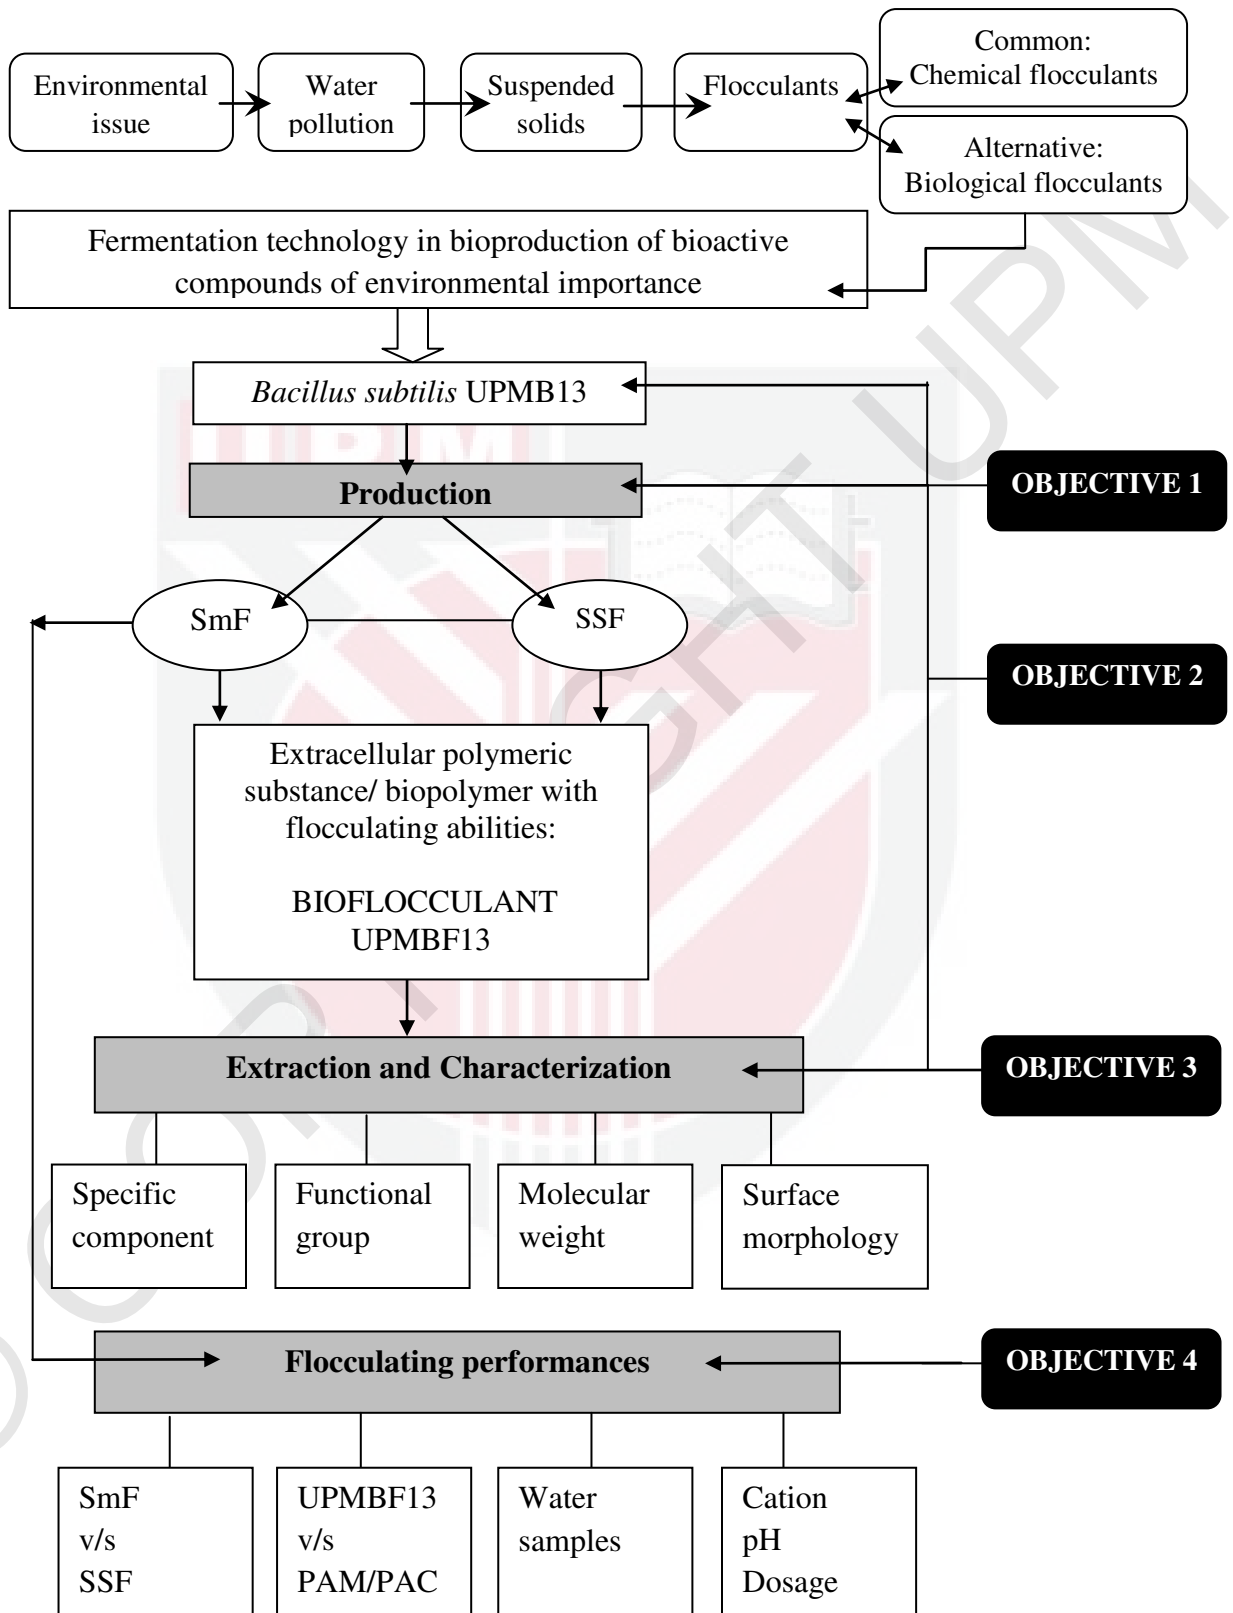 Environmental
issue
Water
pollution
Suspended
solids
Flocculants
Common:
Chemical flocculants
Alternative:
Biological flocculants
Fermentation technology in bioproduction of bioactive
compounds of environmental importance
Bacillus subtilis UPMB13
Production
OBJECTIVE 1
SmF
SSF
OBJECTIVE 2
Extracellular polymeric
substance/ biopolymer with
flocculating abilities:
BIOFLOCCULANT
UPMBF13
Extraction and Characterization
OBJECTIVE 3
Specific
component
Functional
group
Molecular
weight
Surface
morphology
Flocculating performances
OBJECTIVE 4
SmF
v/s
SSF
UPMBF13
v/s
PAM/PAC
Water
samples
Cation
pH
Dosage
UPM